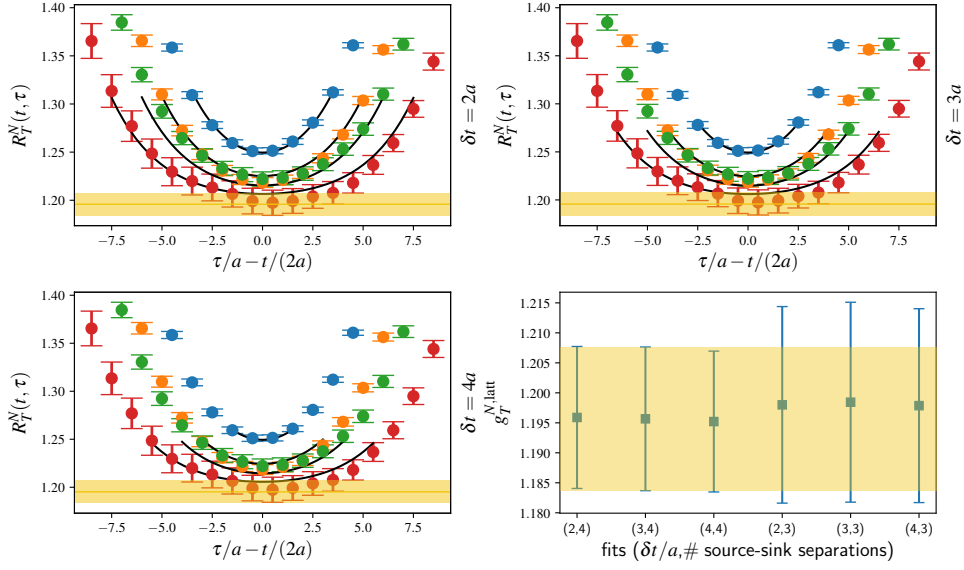 1.40
1.35
1.30
1.25
1.20
R_T^N(t, τ)
−7.5 −5.0 −2.5 0.0 2.5 5.0 7.5
τ/a − t/(2a)
δt = 2a
1.40
1.35
1.30
1.25
1.20
R_T^N(t, τ)
−7.5 −5.0 −2.5 0.0 2.5 5.0 7.5
τ/a − t/(2a)
δt = 3a
1.40
1.35
1.30
1.25
1.20
R_T^N(t, τ)
−7.5 −5.0 −2.5 0.0 2.5 5.0 7.5
τ/a − t/(2a)
δt = 4a
1.215
1.210
1.205
1.200
1.195
1.190
1.185
1.180
g_T^{N,latt}
(2,4) (3,4) (4,4) (2,3) (3,3) (4,3)
fits (δt/a,# source-sink separations)